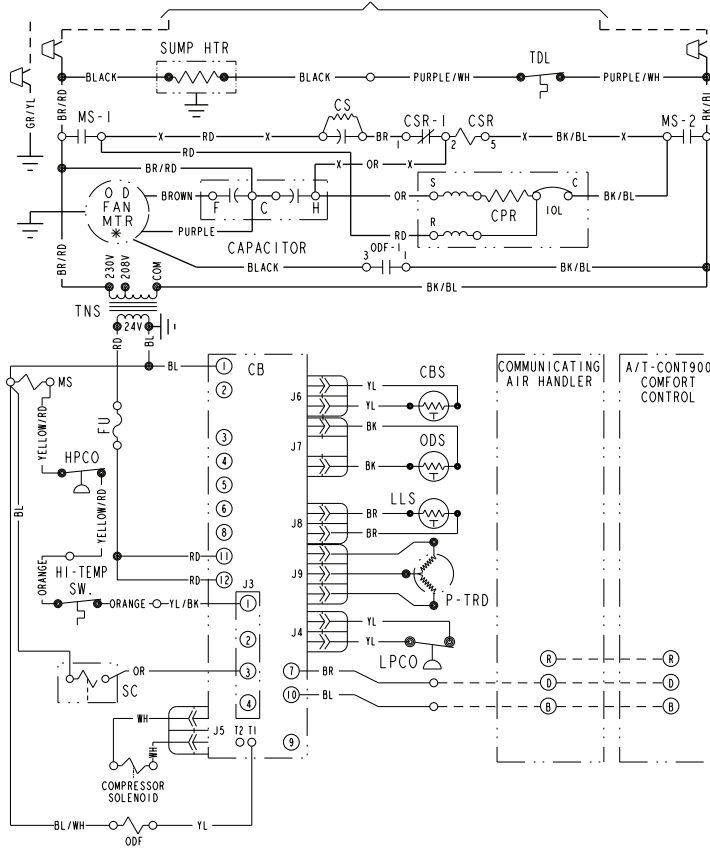 SUMP HTR
TDL
BLACK
BLACK
PURPLE/WH
PURPLE/WH
GR/YL
BR/RD
BK/BL
MS-1
CS
CSR-1
CSR
MS-2
X
RD
X
BR
1
2
5
X
BK/BL
X
RD
BR/RD
X
OR
X
O D
FAN
MTR
*
BROWN
F
C
H
OR
S
C
CPR
IOL
BK/BL
R
RD
PURPLE
CAPACITOR
BR/RD
BLACK
3
ODF-1
1
BK/BL
230V
208V
COM
BK/BL
TNS
24V
RD
BL
BL
1
CB
2
3
4
5
6
8
11
12
MS
YELLOW/RD
FU
HPCO
BL
YELLOW/RD
RD
RD
ORANGE
HI-TEMP
SW.
ORANGE
YL/BK
J3
1
2
3
4
OR
SC
WH
WH
J5
T2
T1
COMPRESSOR
SOLENOID
BL/WH
ODF
YL
J6
YL
YL
CBS
J7
BK
BK
ODS
LLS
J8
BR
BR
J9
P-TRD
J4
YL
YL
LPCO
7
BR
10
BL
9
COMMUNICATING
AIR HANDLER
A/T-CONT900
COMFORT
CONTROL
R
R
D
D
B
B